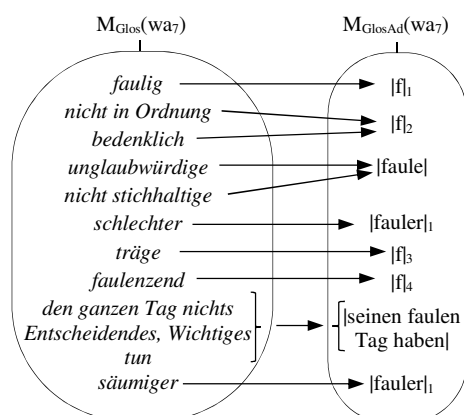 M_Glos(wa₇) M_GlosAd(wa₇)
faulig |f|₁
nicht in Ordnung |f|₂
bedenklich
unglaubwürdige |faule|
nicht stichhaltige
schlechter |fauler|₁
träge |f|₃
faulenzend |f|₄
den ganzen Tag nichts |seinen faulen
Entscheidendes, Wichtiges Tag haben|
tun
säumiger |fauler|₁